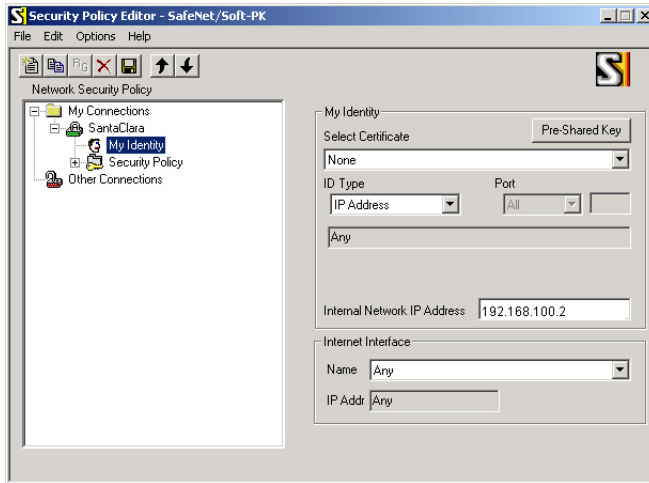 Security Policy Editor - SafeNet/Soft-PK
File Edit Options Help
Network Security Policy
My Connections
SantaClara
My Identity
Security Policy
Other Connections
My Identity
Select Certificate
Pre-Shared Key
None
ID Type Port
IP Address All
Any
Internal Network IP Address 192.168.100.2
Internet Interface
Name Any
IP Addr Any